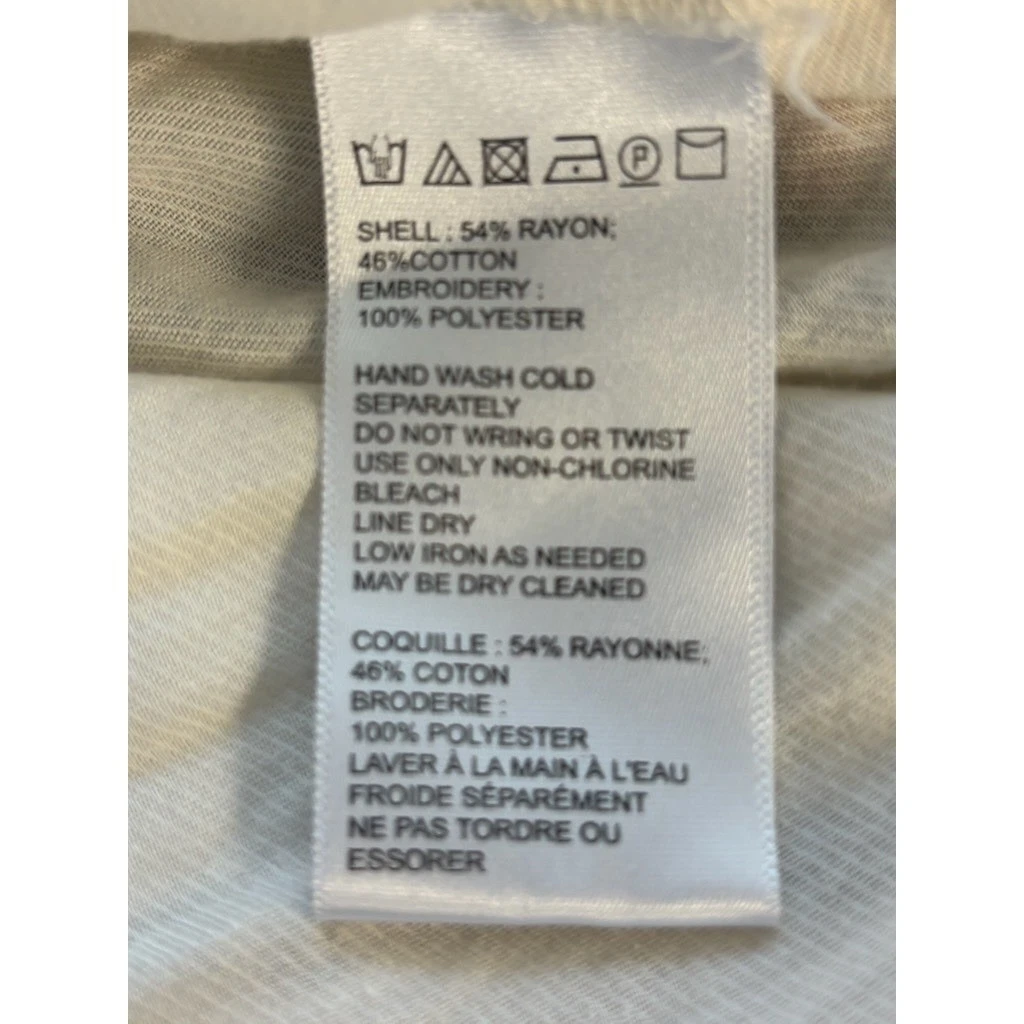 P
SHELL : 54% RAYON;
46%COTTON
EMBROIDERY :
100% POLYESTER
HAND WASH COLD
SEPARATELY
DO NOT WRING OR TWIST
USE ONLY NON-CHLORINE
BLEACH
LINE DRY
LOW IRON AS NEEDED
MAY BE DRY CLEANED
COQUILLE : 54% RAYONNE;
46% COTON
BRODERIE :
100% POLYESTER
LAVER À LA MAIN À L'EAU
FROIDE SÉPARÉMENT
NE PAS TORDRE OU
ESSORER